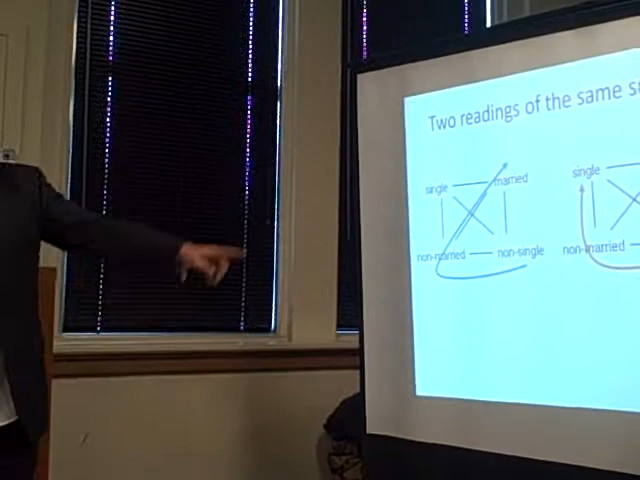 Two readings of the same
single married single
non-married non-single non-married